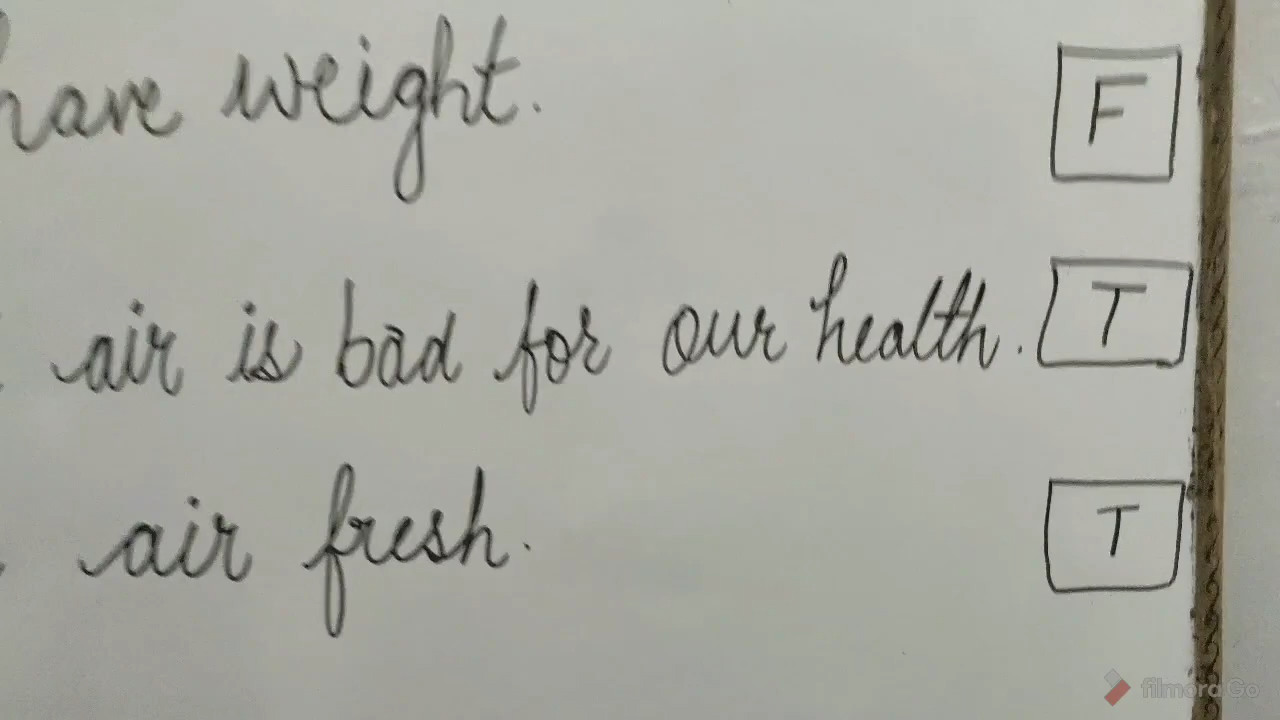 have weight. F
air is bad for our health. T
air fresh. T
filmora Go